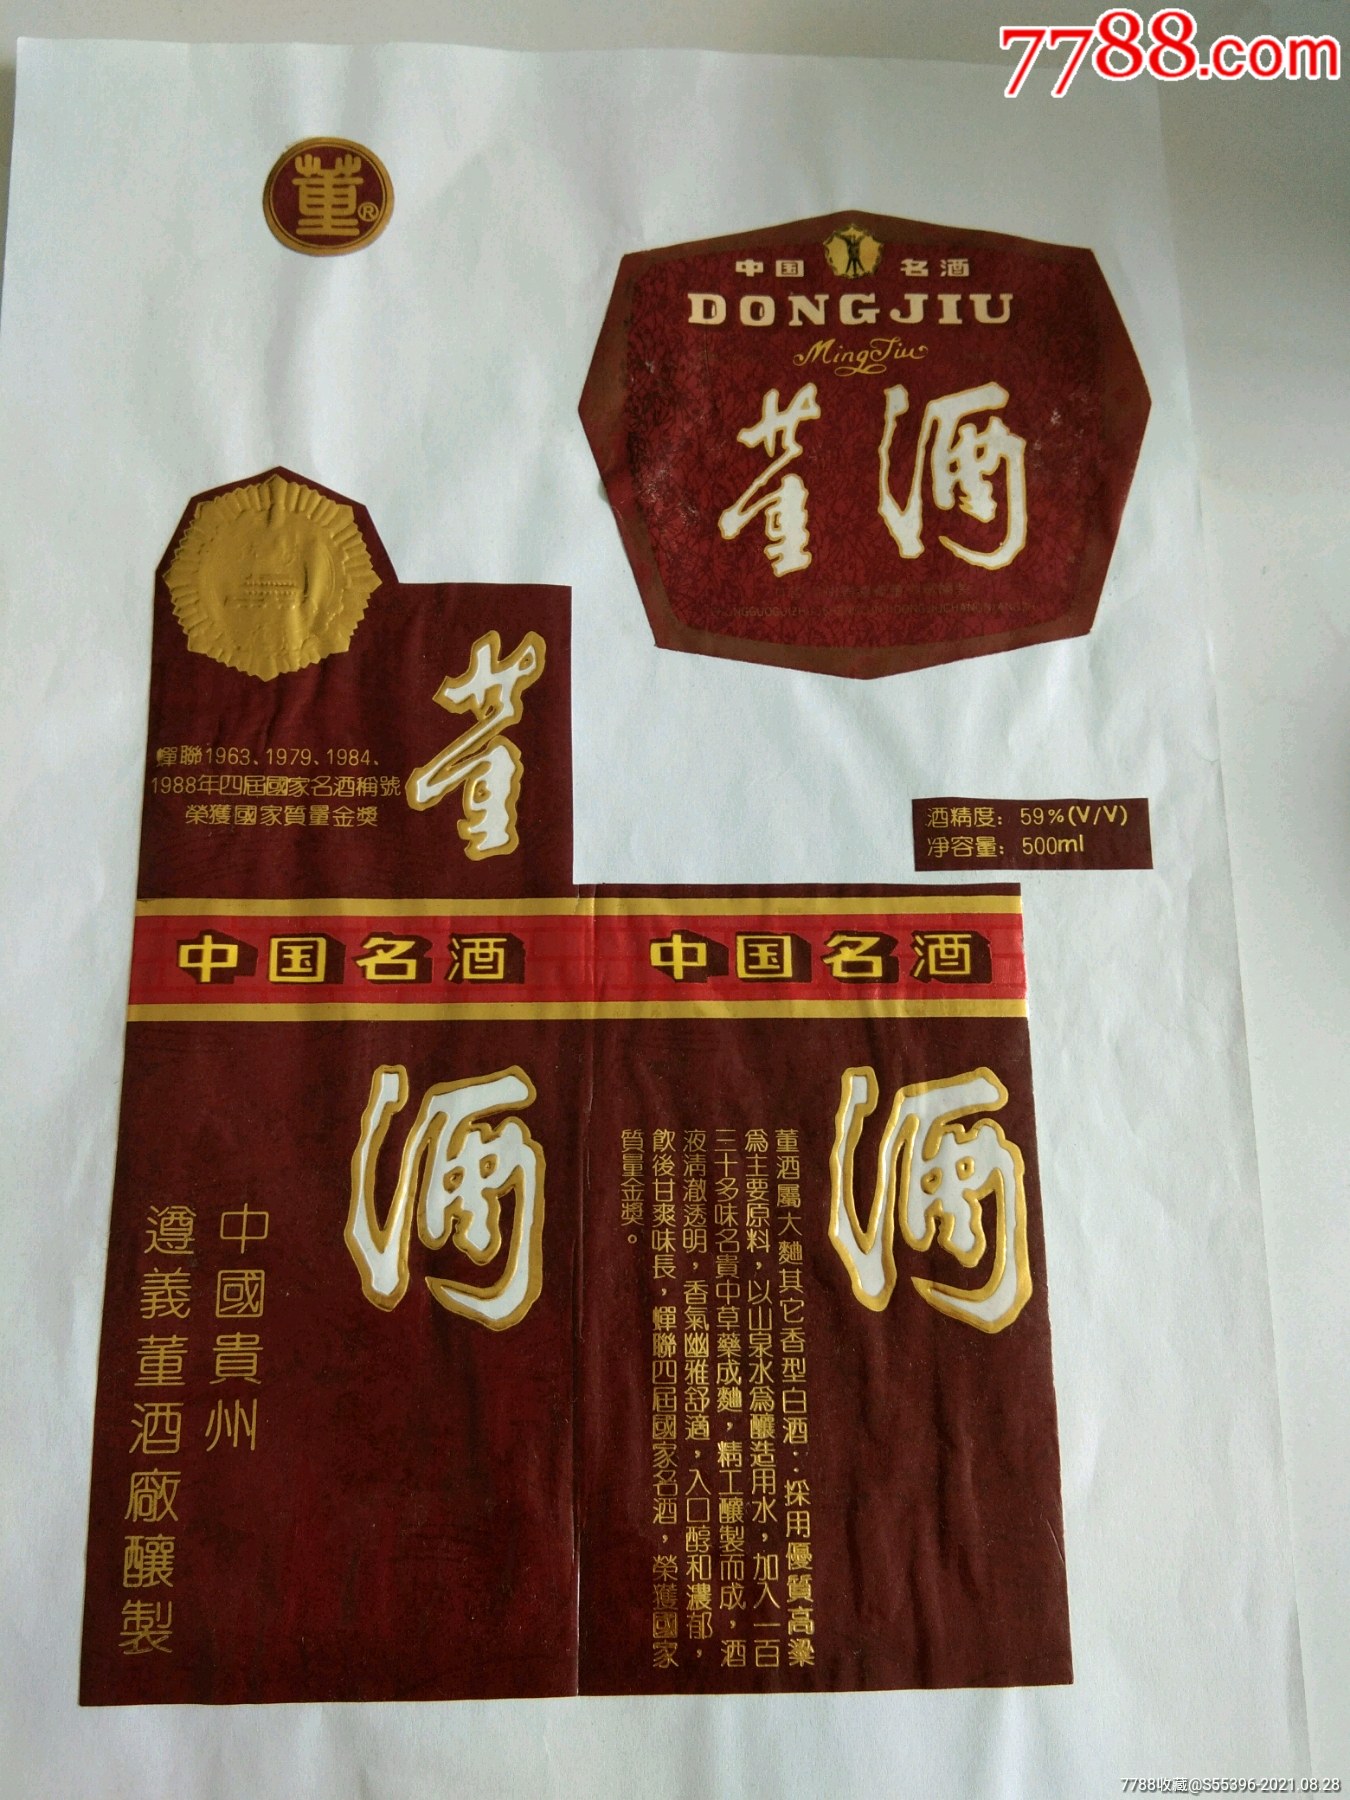 7788.com
董®
中国 名酒
DONGJIU
MingJiu
董酒
董
蟬聯1963、1979、1984、
1988年四屆國家名酒稱號
榮獲國家質量金獎
酒精度：59%(V/V)
凈容量：500ml
中国名酒
中国名酒
酒
酒
中國貴州
遵義董酒廠釀製
董酒屬大麯其它香型白酒：採用優質高粱
為主要原料，以山泉水為釀造用水，加入一百
三十多味名貴中草藥成麯，精工釀製而成，酒
液清澈透明，香氣幽雅舒適，入口醇和濃郁，
飲後甘爽味長，蟬聯四屆國家名酒，榮獲國家
質量金獎。
7788收藏@S55396-2021.08.28